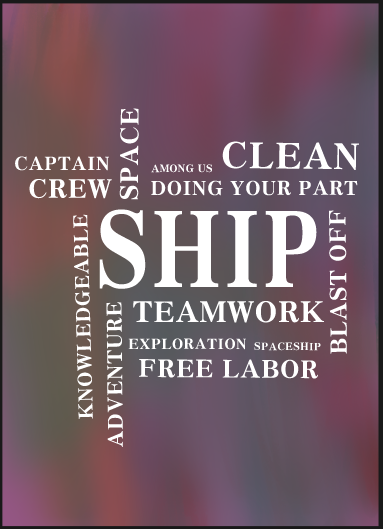 SPACE
CAPTAIN
AMONG US
CLEAN
CREW
DOING YOUR PART
SHIP
KNOWLEDGEABLE
BLAST OFF
TEAMWORK
ADVENTURE
EXPLORATION
SPACESHIP
FREE LABOR